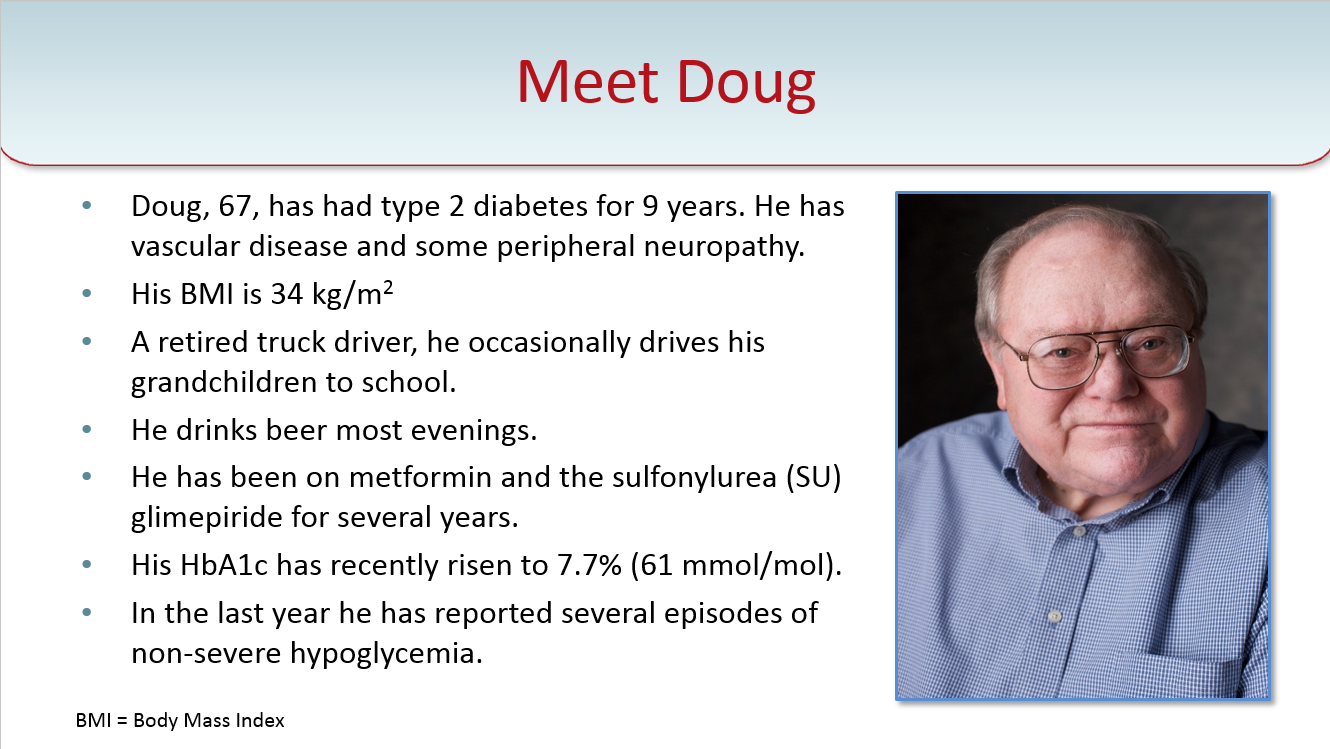 Meet Doug
• Doug, 67, has had type 2 diabetes for 9 years. He has
vascular disease and some peripheral neuropathy.
• His BMI is 34 kg/m²
• A retired truck driver, he occasionally drives his
grandchildren to school.
• He drinks beer most evenings.
• He has been on metformin and the sulfonylurea (SU)
glimepiride for several years.
• His HbA1c has recently risen to 7.7% (61 mmol/mol).
• In the last year he has reported several episodes of
non-severe hypoglycemia.
BMI = Body Mass Index